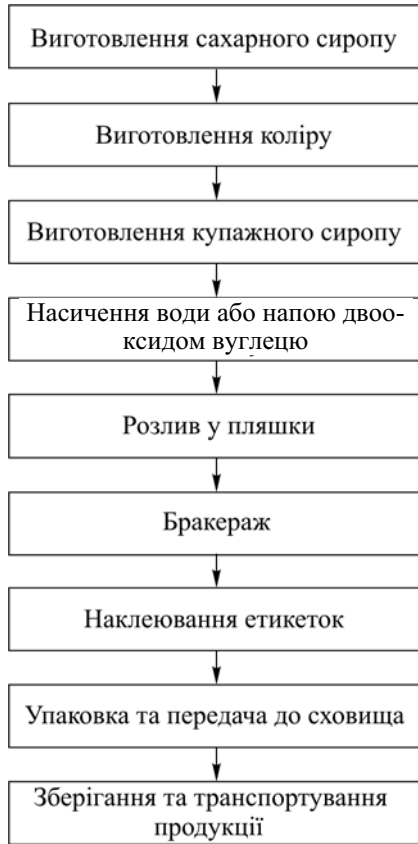 Виготовлення сахарного сиропу
Виготовлення коліру
Виготовлення купажного сиропу
Насичення води або напою двоо-
ксидом вуглецю
Розлив у пляшки
Бракераж
Наклеювання етикеток
Упаковка та передача до сховища
Зберігання та транспортування
продукції